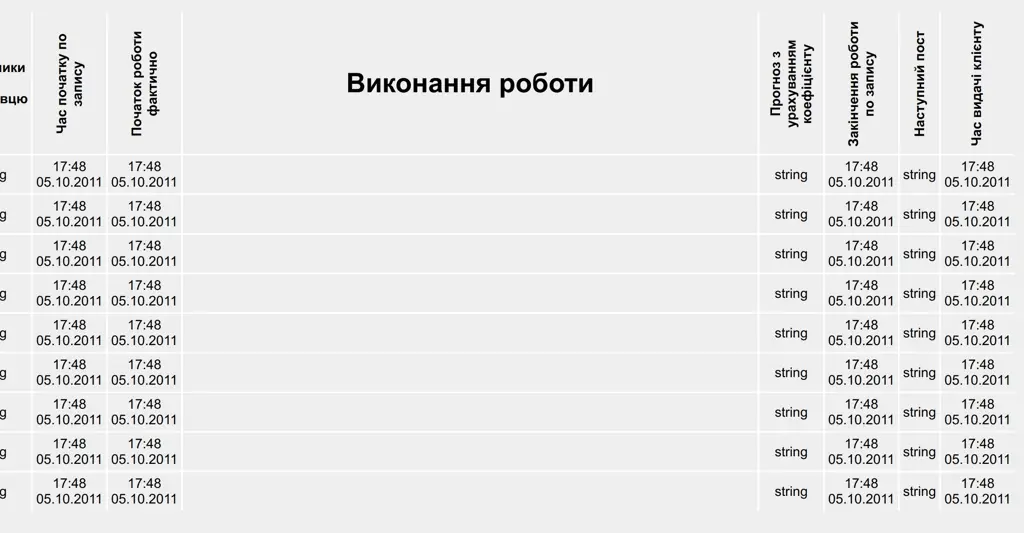 ники
вцю
Час початку по
запису
Початок роботи
фактично
Виконання роботи
Прогноз з
урахуванням
коефіцієнту
Закінчення роботи
по запису
Наступний пост
Час видачі клієнту
g 17:48 17:48 string 17:48 string 17:48
05.10.2011 05.10.2011 05.10.2011 05.10.2011
g 17:48 17:48 string 17:48 string 17:48
05.10.2011 05.10.2011 05.10.2011 05.10.2011
g 17:48 17:48 string 17:48 string 17:48
05.10.2011 05.10.2011 05.10.2011 05.10.2011
g 17:48 17:48 string 17:48 string 17:48
05.10.2011 05.10.2011 05.10.2011 05.10.2011
g 17:48 17:48 string 17:48 string 17:48
05.10.2011 05.10.2011 05.10.2011 05.10.2011
g 17:48 17:48 string 17:48 string 17:48
05.10.2011 05.10.2011 05.10.2011 05.10.2011
g 17:48 17:48 string 17:48 string 17:48
05.10.2011 05.10.2011 05.10.2011 05.10.2011
g 17:48 17:48 string 17:48 string 17:48
05.10.2011 05.10.2011 05.10.2011 05.10.2011
g 17:48 17:48 string 17:48 string 17:48
05.10.2011 05.10.2011 05.10.2011 05.10.2011